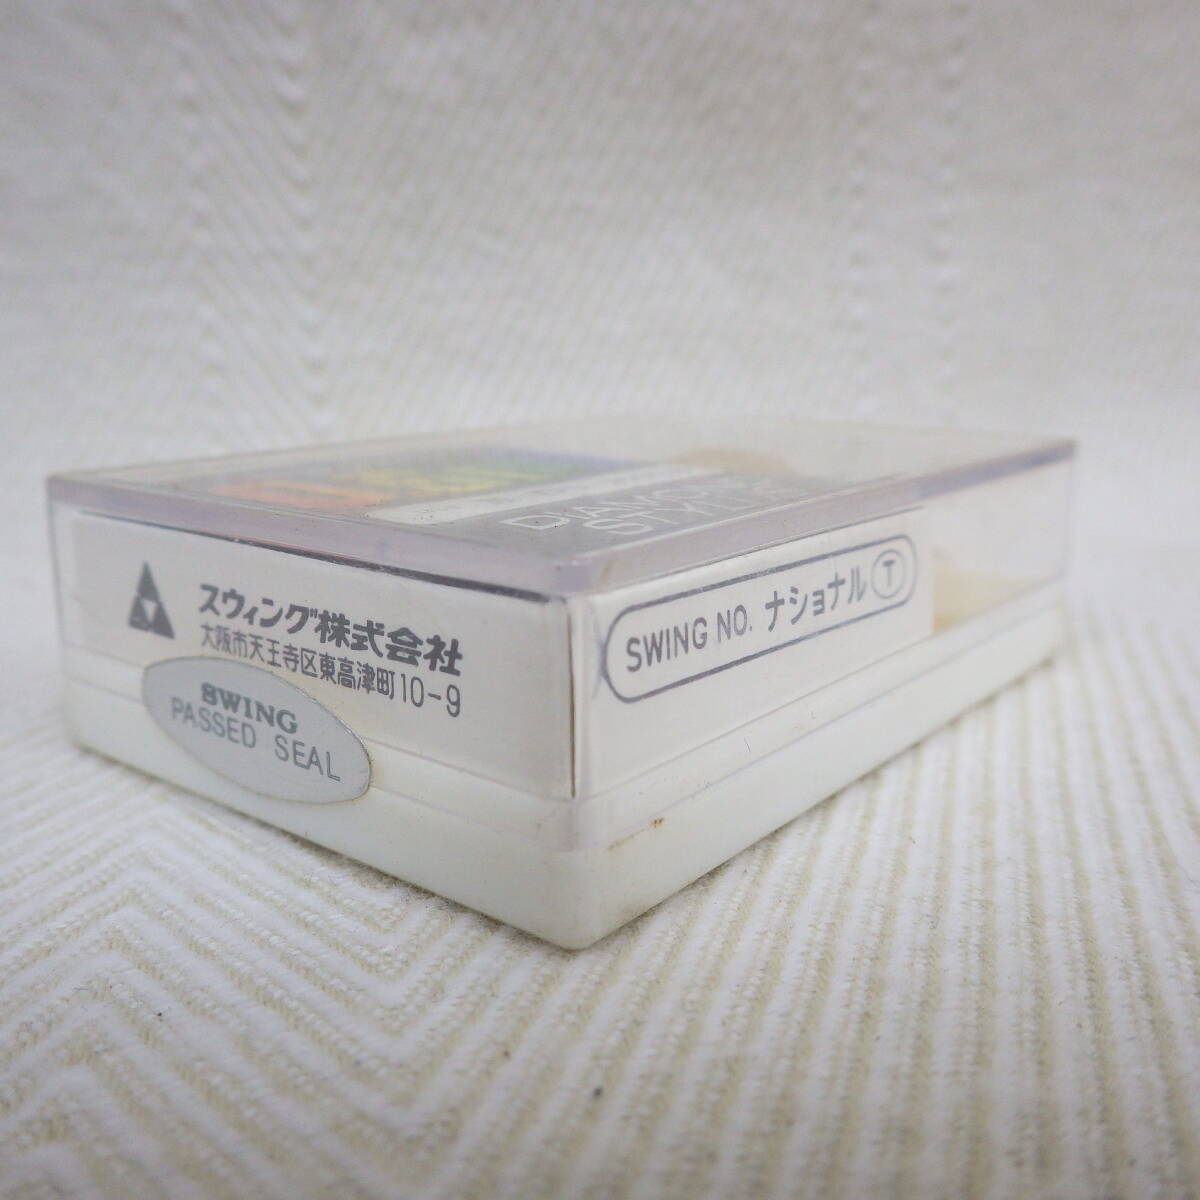 スウィング株式会社
大阪市天王寺区東高津町10-9
SWING
PASSED SEAL
SWING NO. ナショナル Ⓣ